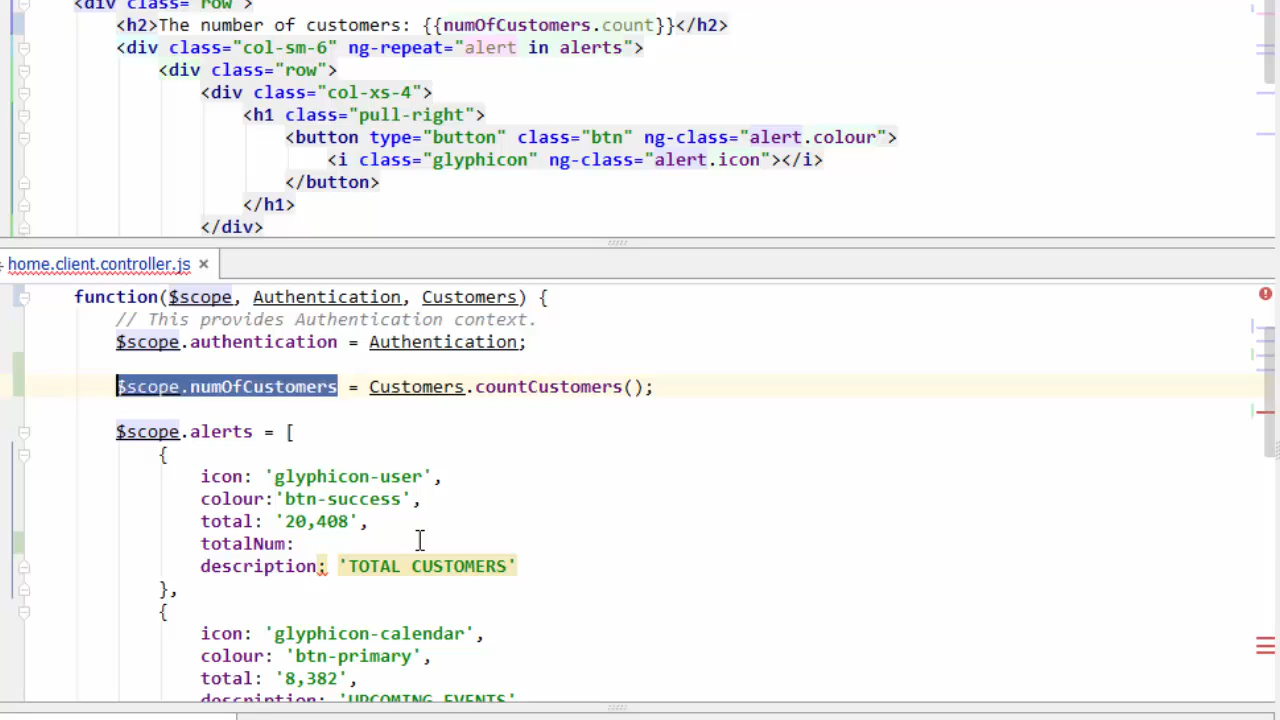 <div class="row">
<h2>The number of customers: {{numOfCustomers.count}}</h2>
<div class="col-sm-6" ng-repeat="alert in alerts">
<div class="row">
<div class="col-xs-4">
<h1 class="pull-right">
<button type="button" class="btn" ng-class="alert.colour">
<i class="glyphicon" ng-class="alert.icon"></i>
</button>
</h1>
</div>
home.client.controller.js ×
function($scope, Authentication, Customers) {
// This provides Authentication context.
$scope.authentication = Authentication;
$scope.numOfCustomers = Customers.countCustomers();
$scope.alerts = [
{
icon: 'glyphicon-user',
colour:'btn-success',
total: '20,408',
totalNum:
description: 'TOTAL CUSTOMERS'
},
{
icon: 'glyphicon-calendar',
colour: 'btn-primary',
total: '8,382',
description: 'UPCOMING EVENTS'